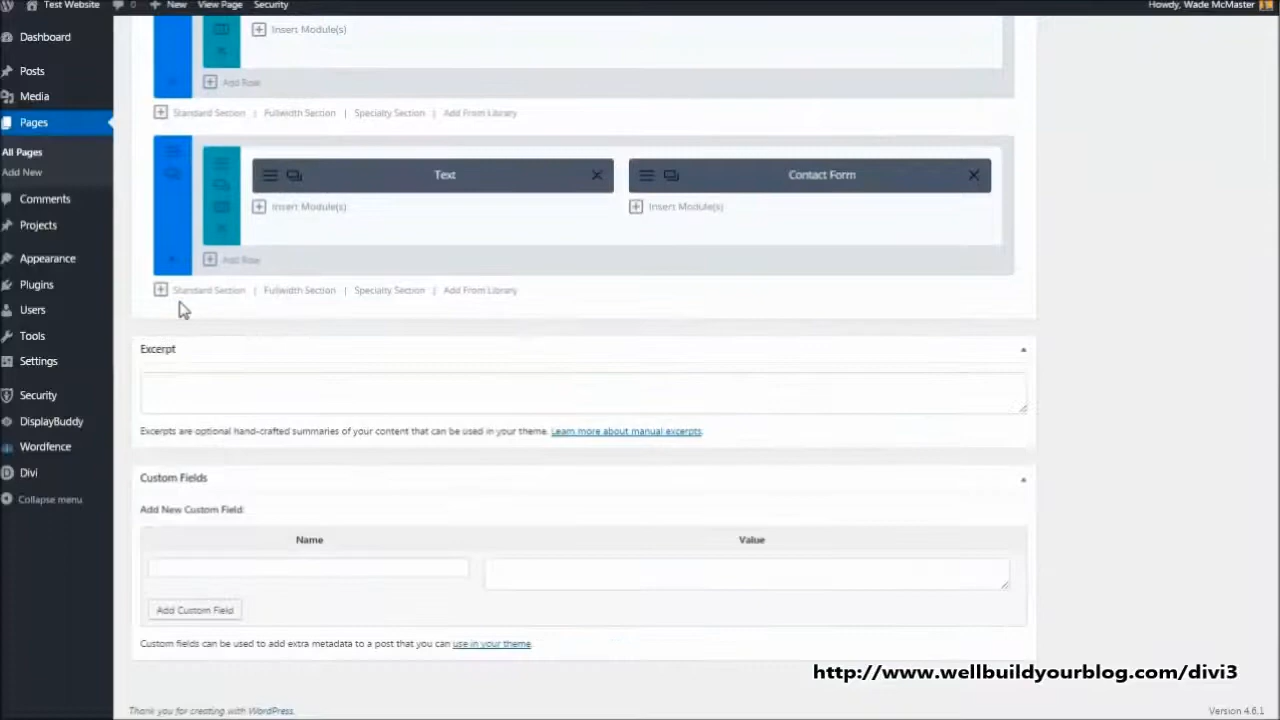 Test Website 0 New View Page Security Howdy, Wade McMaster
Dashboard
Posts
Media
Pages
All Pages
Add New
Comments
Projects
Appearance
Plugins
Users
Tools
Settings
Security
DisplayBuddy
Wordfence
Divi
Collapse menu
Insert Module(s)
Add Row
Standard Section | Fullwidth Section | Specialty Section | Add From Library
Text Contact Form
Insert Module(s) Insert Module(s)
Add Row
Standard Section | Fullwidth Section | Specialty Section | Add From Library
Excerpt
Excerpts are optional hand-crafted summaries of your content that can be used in your theme. Learn more about manual excerpts.
Custom Fields
Add New Custom Field:
Name Value
Add Custom Field
Custom fields can be used to add extra metadata to a post that you can use in your theme.
http://www.wellbuildyourblog.com/divi3
Thank you for creating with WordPress. Version 4.6.1